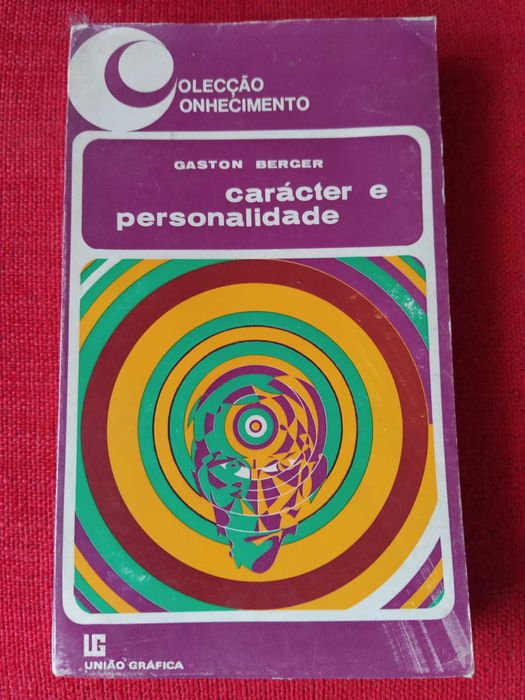 COLECÇÃO
CONHECIMENTO
GASTON BERGER
carácter e
personalidade
UG
UNIÃO GRÁFICA